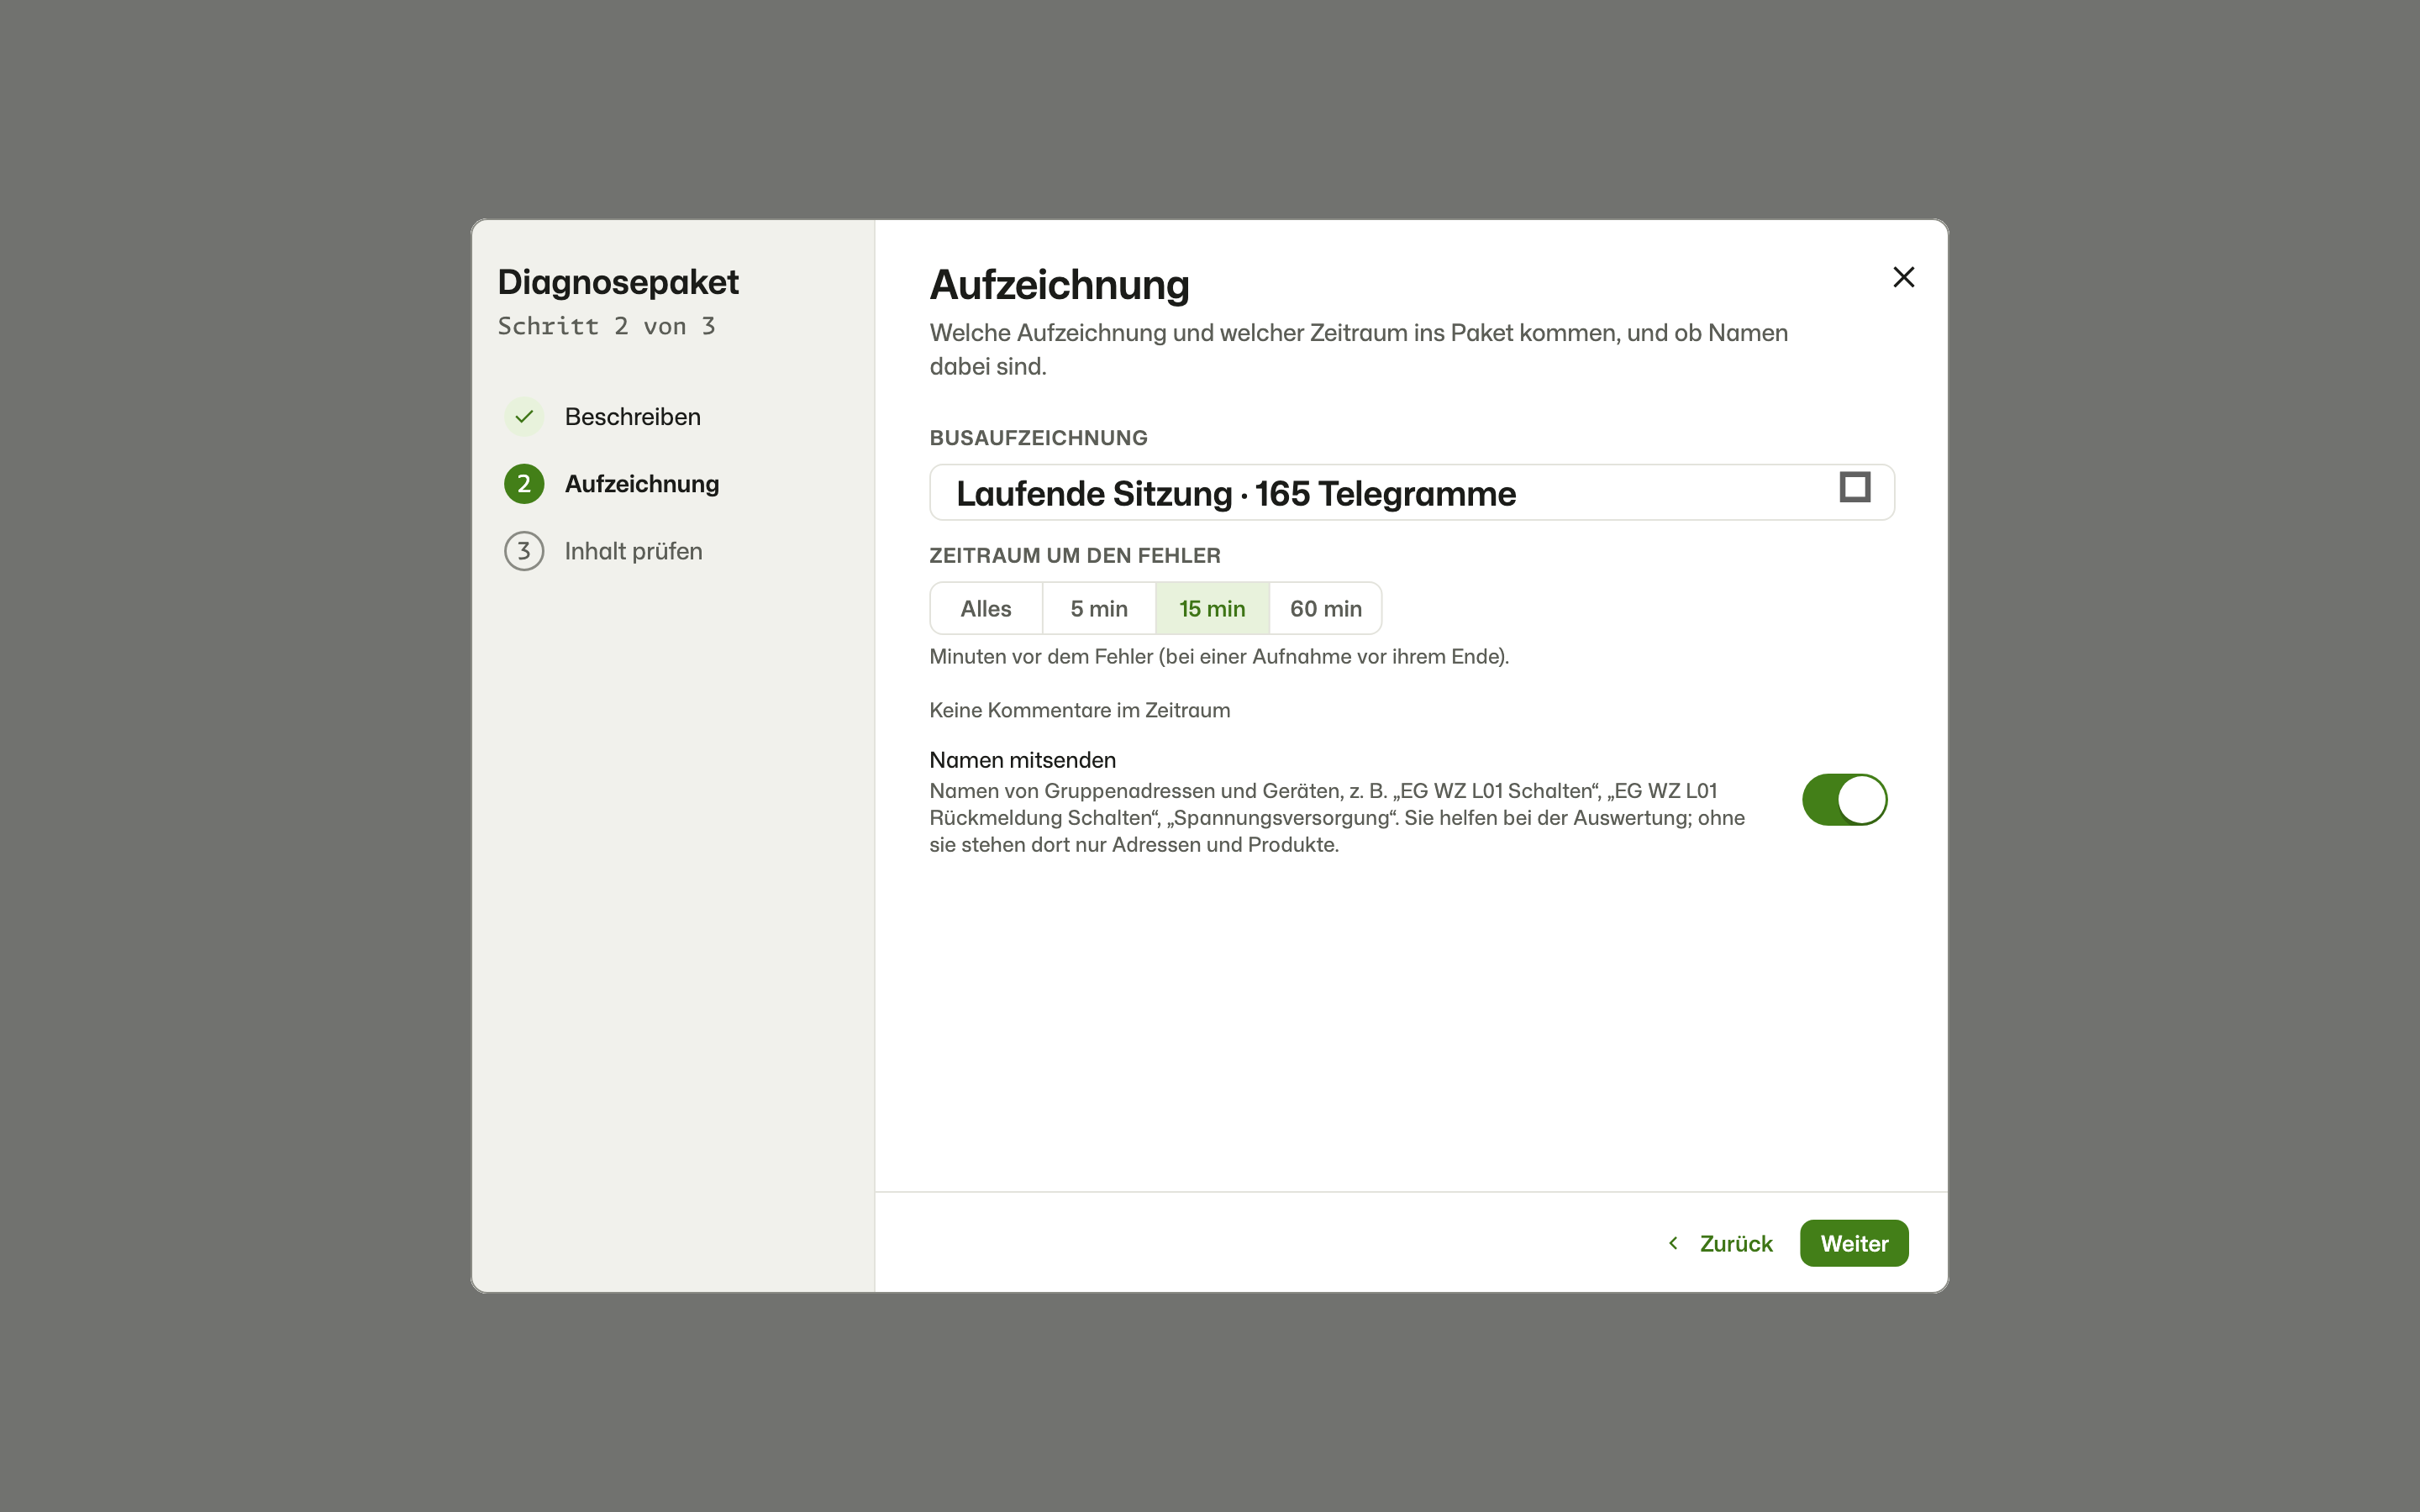 Diagnosepaket
Schritt 2 von 3
Beschreiben
2 Aufzeichnung
3 Inhalt prüfen
Aufzeichnung
Welche Aufzeichnung und welcher Zeitraum ins Paket kommen, und ob Namen
dabei sind.
BUSAUFZEICHNUNG
Laufende Sitzung · 165 Telegramme
ZEITRAUM UM DEN FEHLER
Alles 5 min 15 min 60 min
Minuten vor dem Fehler (bei einer Aufnahme vor ihrem Ende).
Keine Kommentare im Zeitraum
Namen mitsenden
Namen von Gruppenadressen und Geräten, z. B. „EG WZ L01 Schalten“, „EG WZ L01
Rückmeldung Schalten“, „Spannungsversorgung“. Sie helfen bei der Auswertung; ohne
sie stehen dort nur Adressen und Produkte.
Zurück Weiter